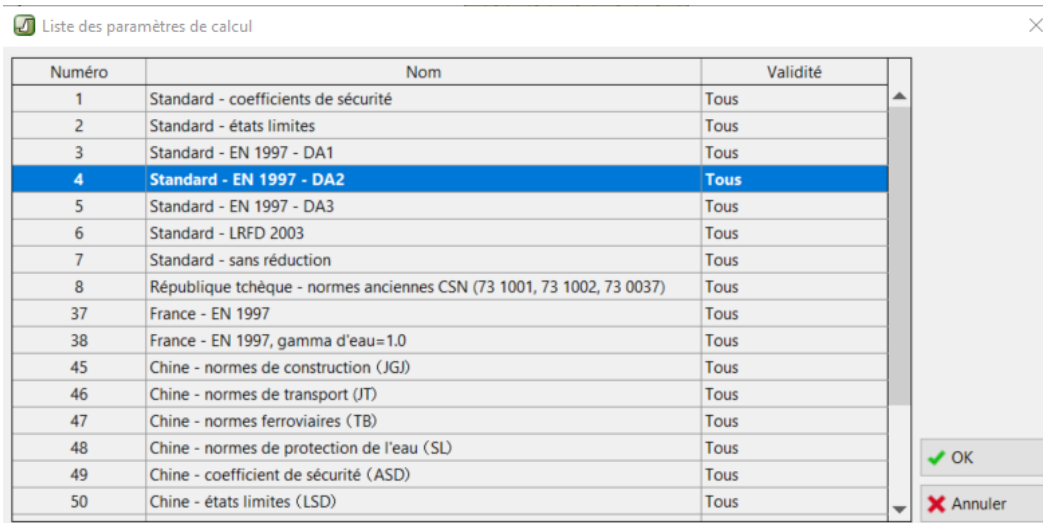 Liste des paramètres de calcul
Numéro Nom Validité
1 Standard - coefficients de sécurité Tous
2 Standard - états limites Tous
3 Standard - EN 1997 - DA1 Tous
4 Standard - EN 1997 - DA2 Tous
5 Standard - EN 1997 - DA3 Tous
6 Standard - LRFD 2003 Tous
7 Standard - sans réduction Tous
8 République tchèque - normes anciennes CSN (73 1001, 73 1002, 73 0037) Tous
37 France - EN 1997 Tous
38 France - EN 1997, gamma d'eau=1.0 Tous
45 Chine - normes de construction (JGJ) Tous
46 Chine - normes de transport (JT) Tous
47 Chine - normes ferroviaires (TB) Tous
48 Chine - normes de protection de l'eau (SL) Tous
49 Chine - coefficient de sécurité (ASD) Tous
50 Chine - états limites (LSD) Tous
OK
Annuler